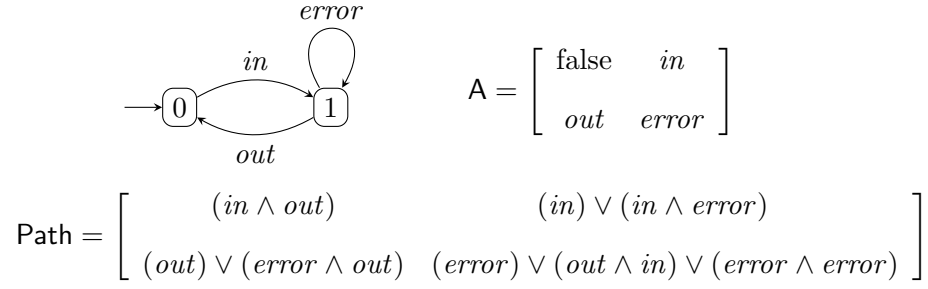 error
in
0 1
out
A = [ false in
out error ]
Path = [ (in ∧ out) (in) ∨ (in ∧ error)
(out) ∨ (error ∧ out) (error) ∨ (out ∧ in) ∨ (error ∧ error) ]